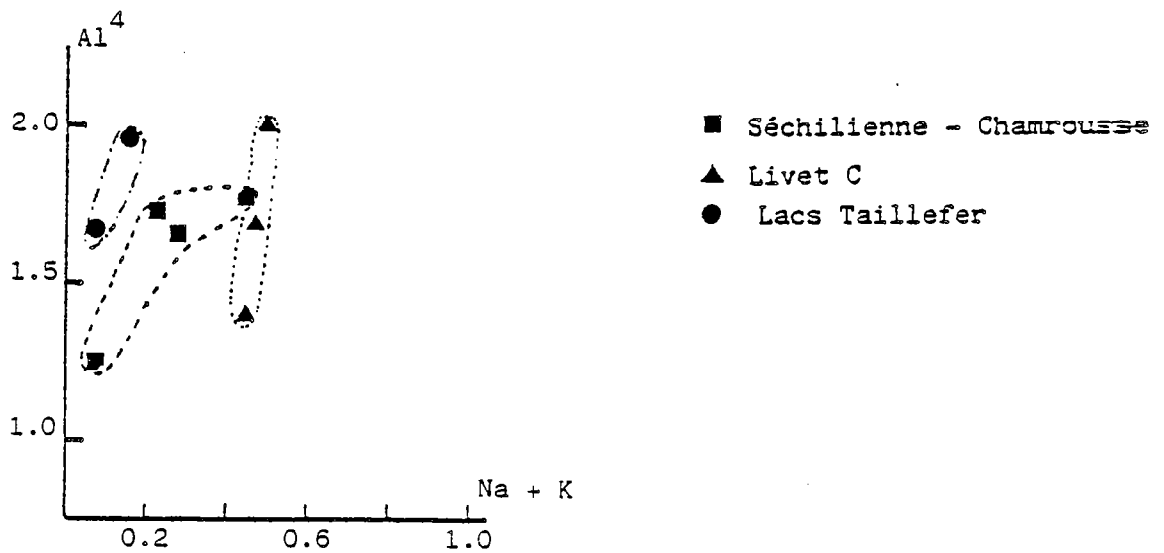 Al4
2.0
1.5
1.0
Na + K
0.2 0.6 1.0
Séchilienne - Chamrousse
Livet C
Lacs Taillefer